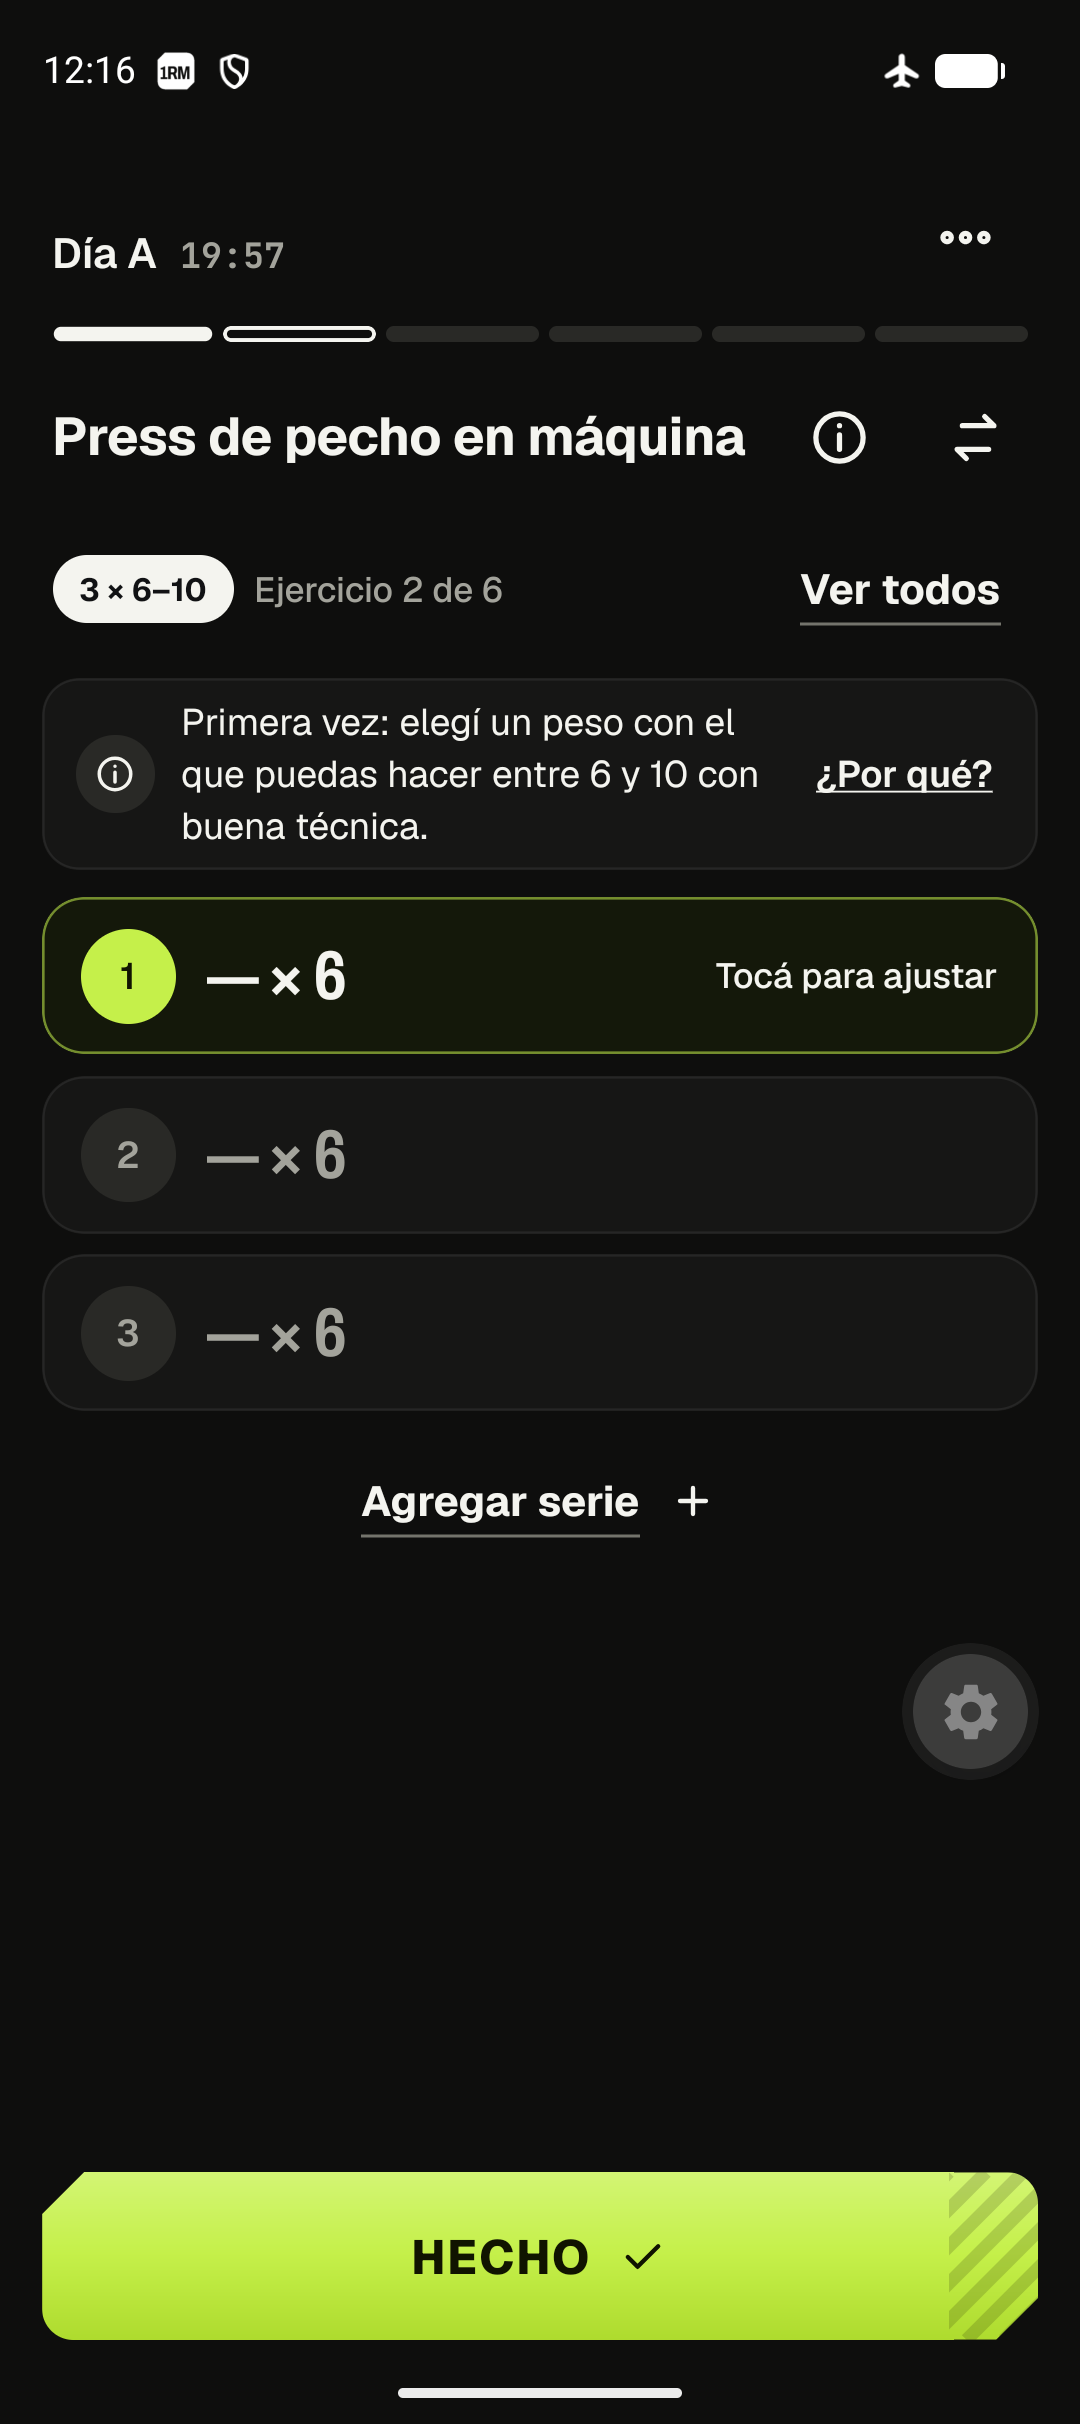 12:16 1RM
Día A 19:57
Press de pecho en máquina
3 × 6–10 Ejercicio 2 de 6 Ver todos
Primera vez: elegí un peso con el
que puedas hacer entre 6 y 10 con
buena técnica.
¿Por qué?
1 — × 6 Tocá para ajustar
2 — × 6
3 — × 6
Agregar serie +
HECHO